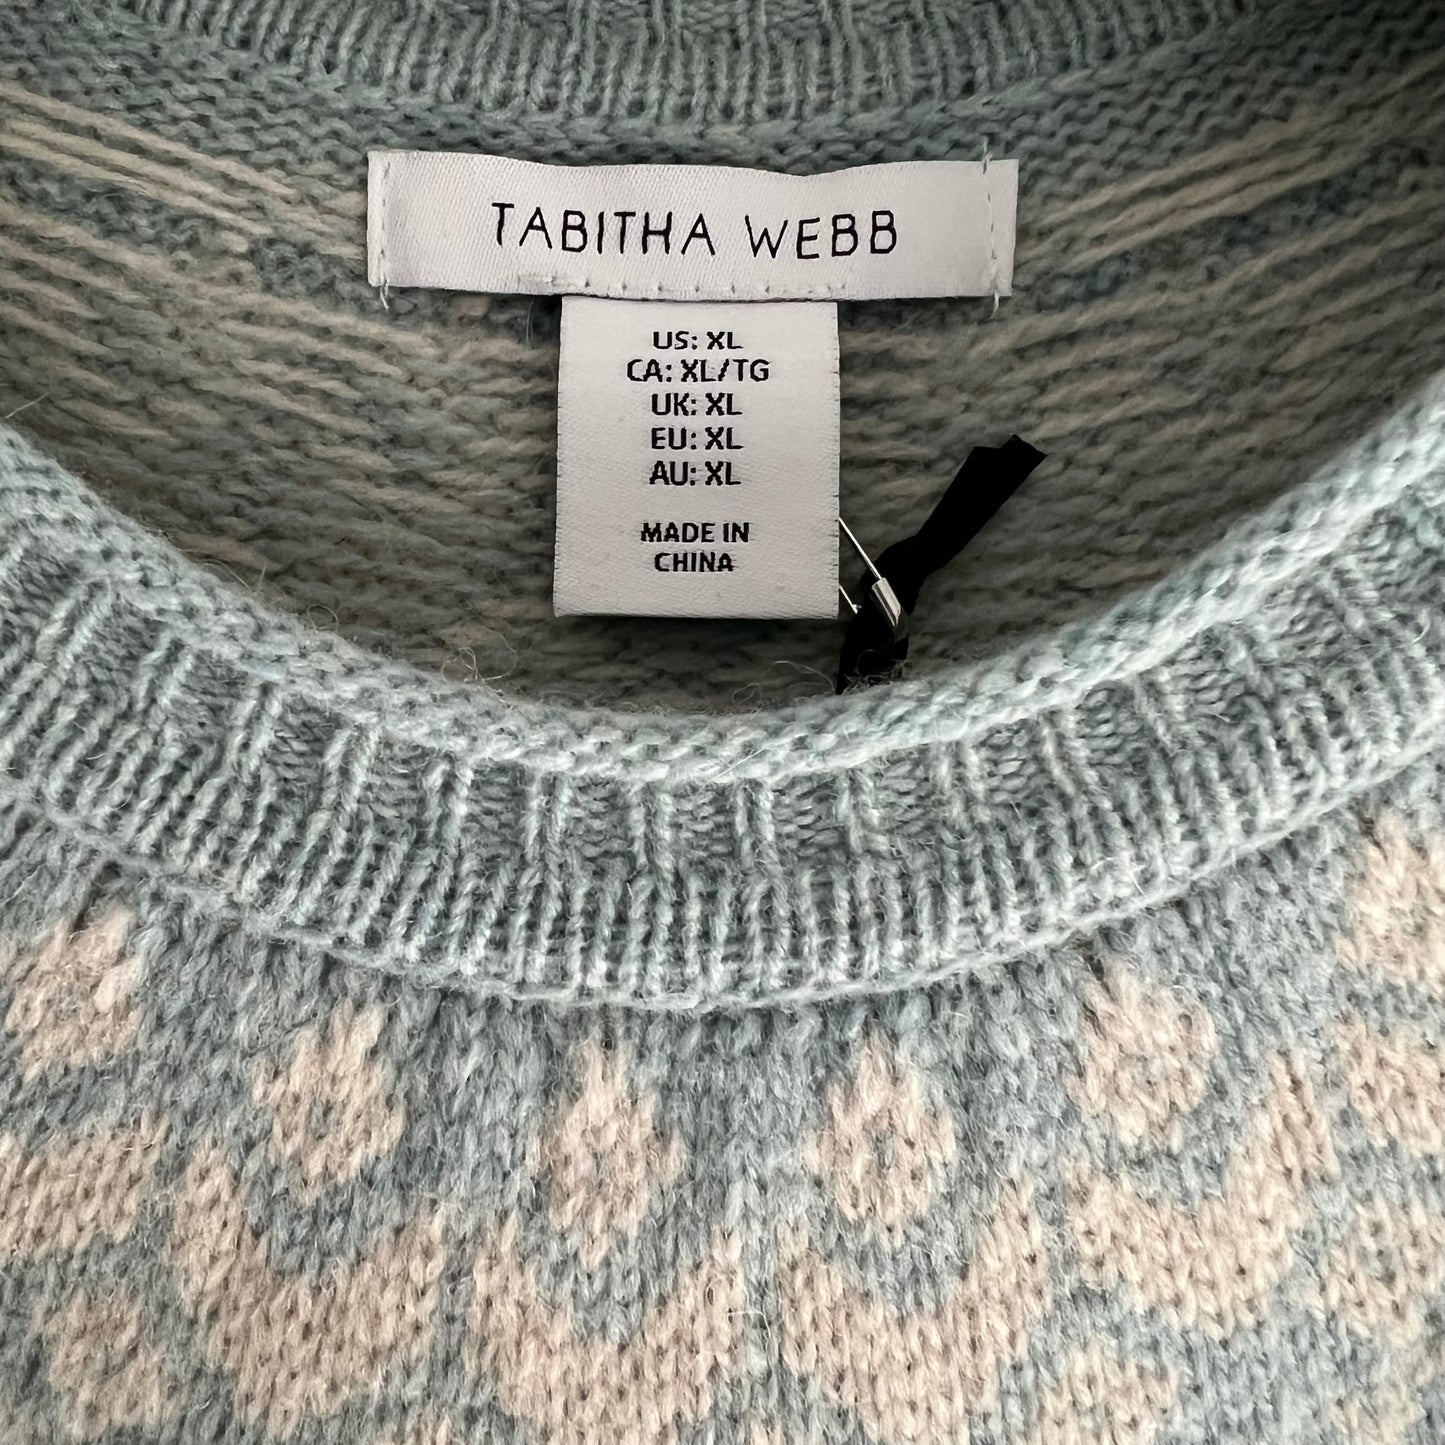 TABITHA WEBB
US: XL
CA: XL/TG
UK: XL
EU: XL
AU: XL
MADE IN
CHINA